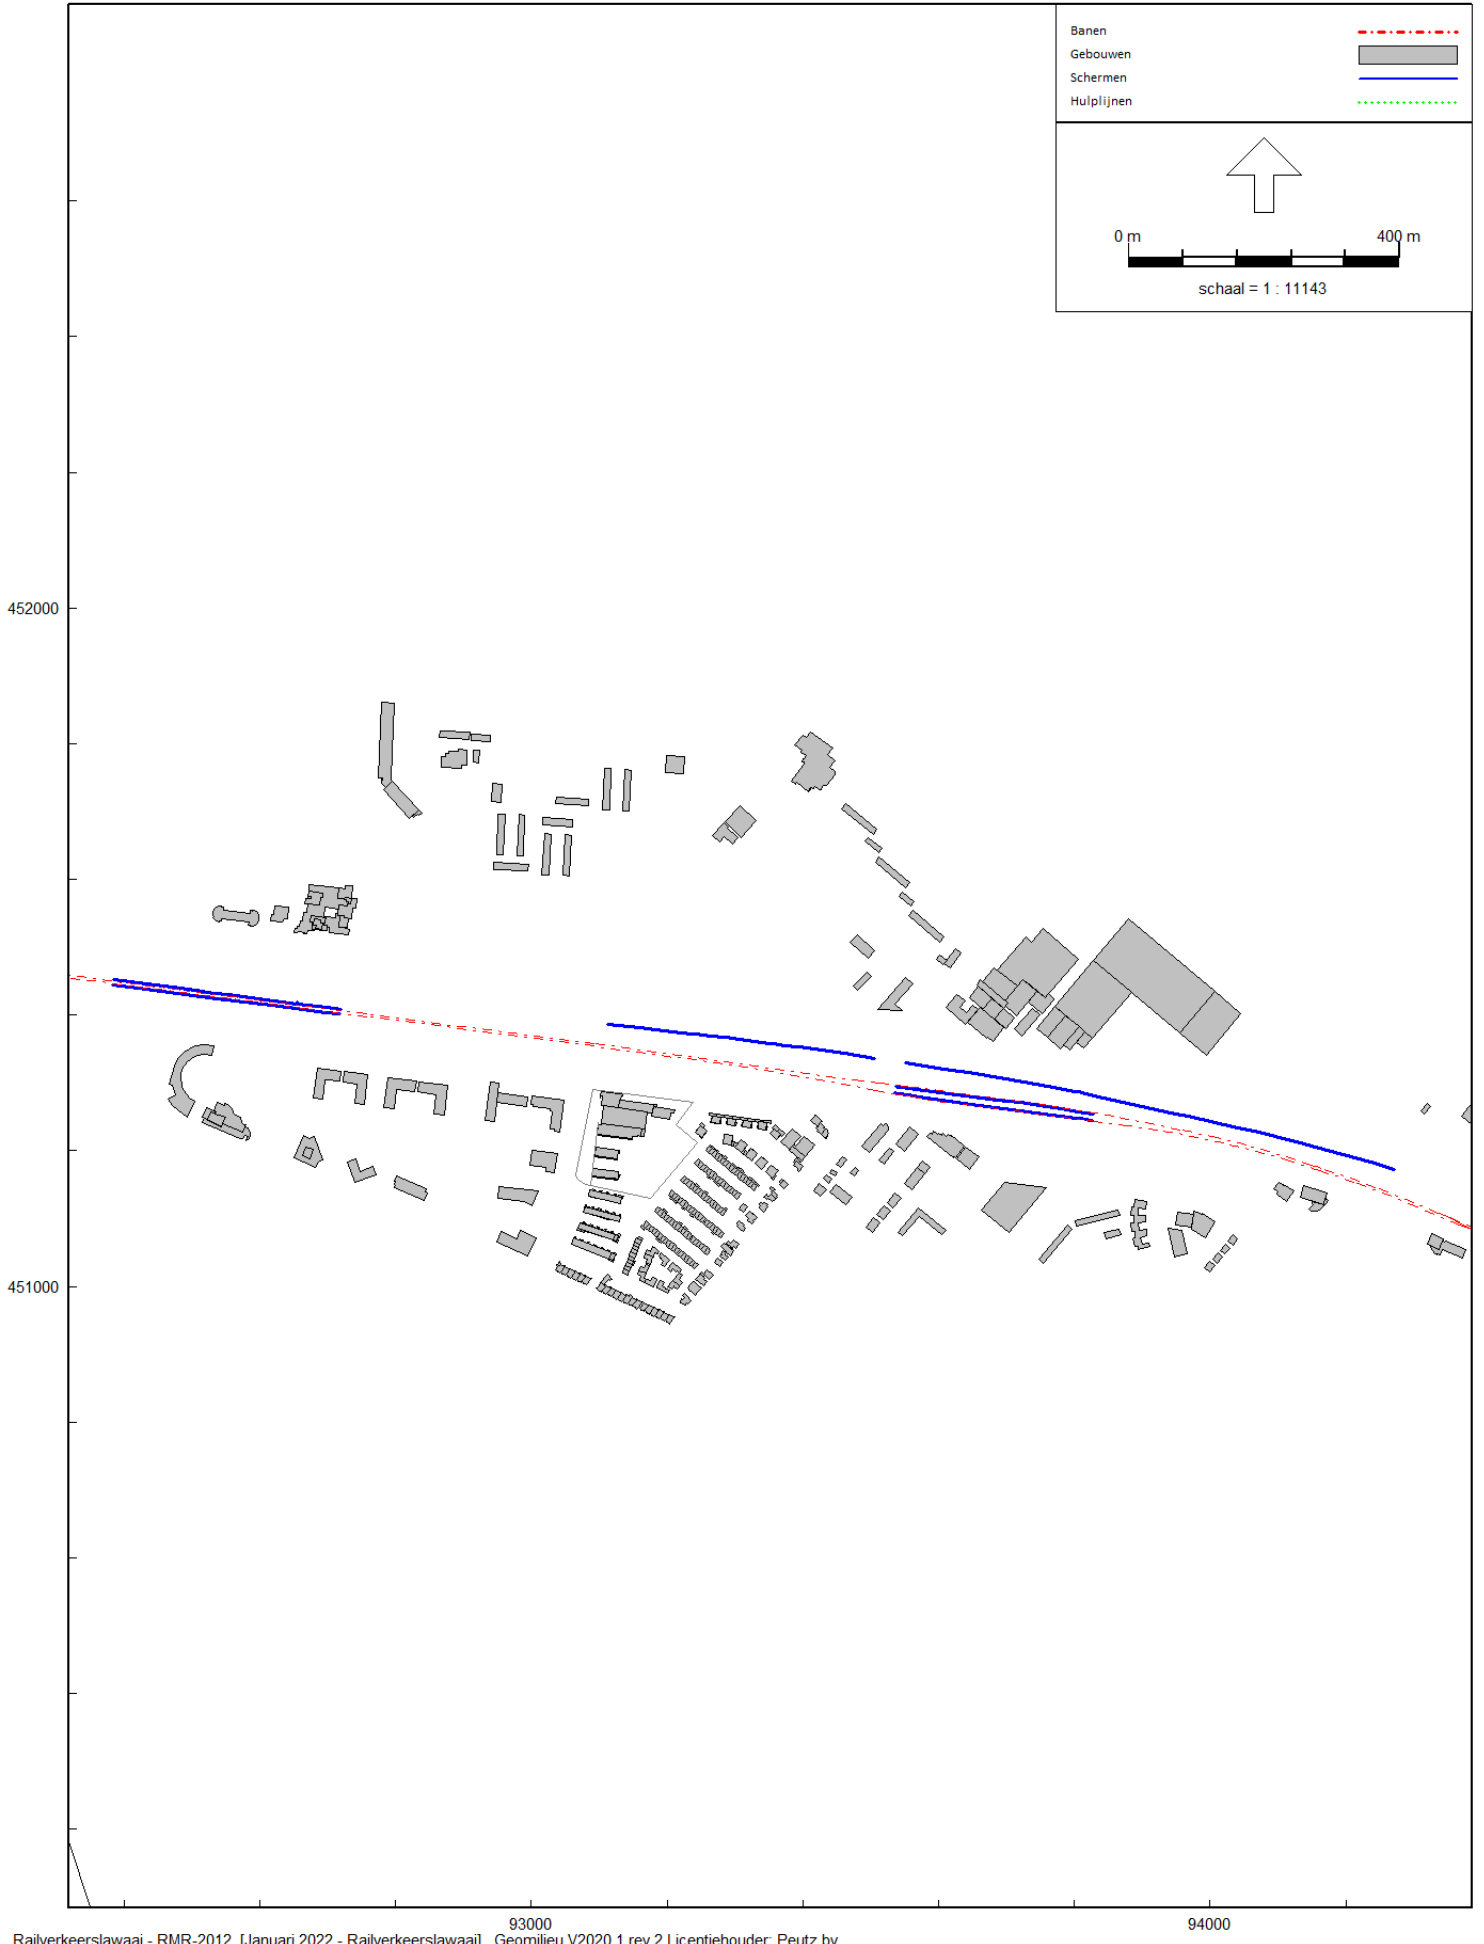 Banen
Gebouwen
Schermen
Hulplijnen
0 m 400 m
schaal = 1 : 11143
452000
451000
93000 94000
Railverkeerslawaai - RMR-2012, [Januari 2022 - Railverkeerslawaai], Geomilieu V2020.1 rev 2 Licentiehouder: Peutz bv